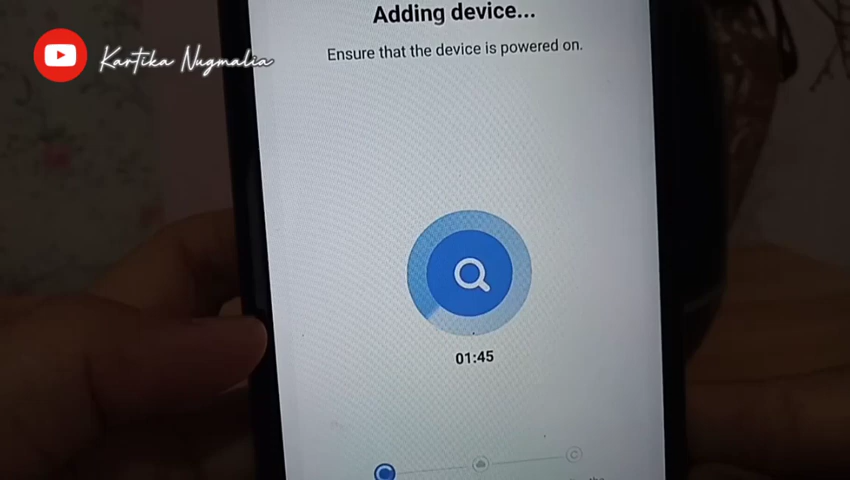 Adding device...
Kartika Nugmalia
Ensure that the device is powered on.
01:45